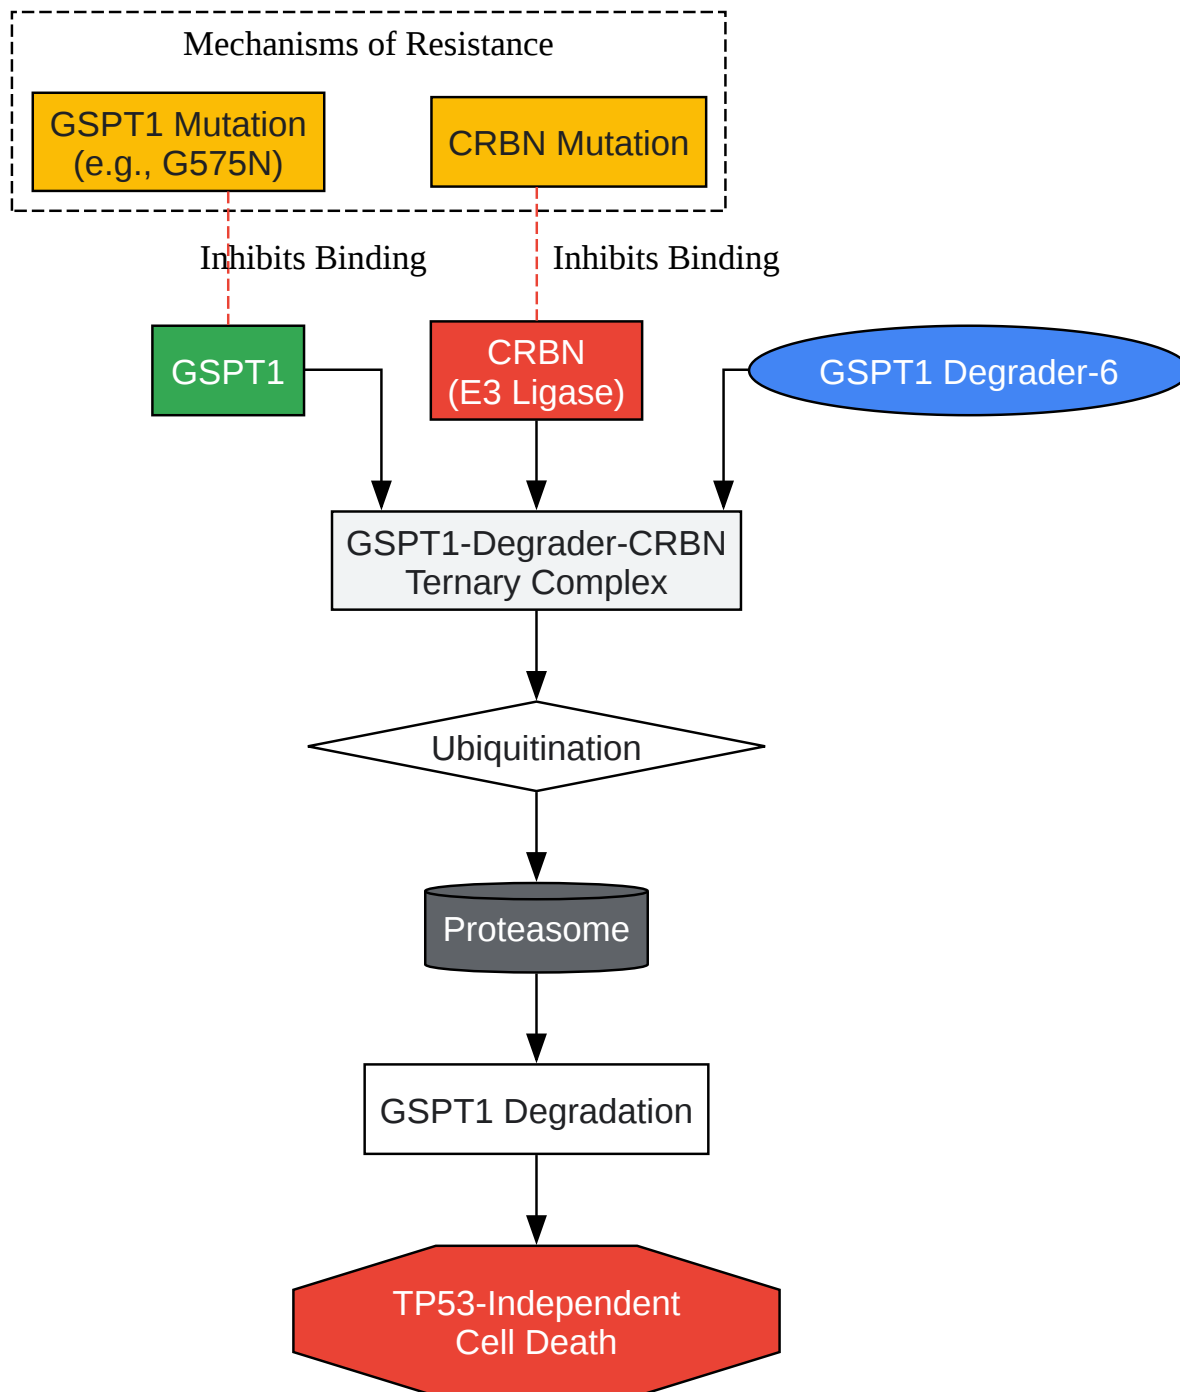 Mechanisms of Resistance
GSPT1 Mutation
(e.g., G575N)
CRBN Mutation
Inhibits Binding
Inhibits Binding
GSPT1
CRBN
(E3 Ligase)
GSPT1 Degrader-6
GSPT1-Degrader-CRBN
Ternary Complex
Ubiquitination
Proteasome
GSPT1 Degradation
TP53-Independent
Cell Death